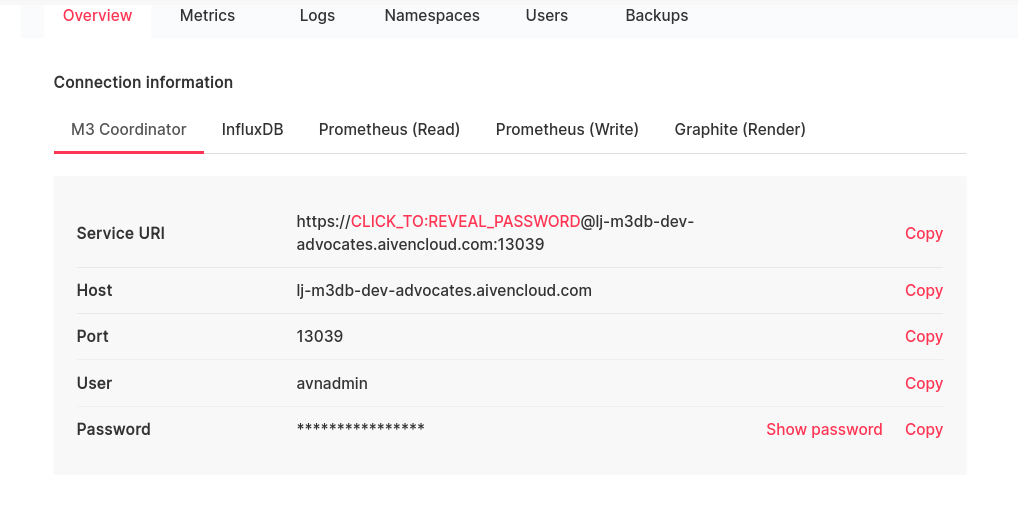 Overview Metrics Logs Namespaces Users Backups
Connection information
M3 Coordinator InfluxDB Prometheus (Read) Prometheus (Write) Graphite (Render)
Service URI https://CLICK_TO:REVEAL_PASSWORD@lj-m3db-dev-
advocates.aivencloud.com:13039 Copy
Host lj-m3db-dev-advocates.aivencloud.com Copy
Port 13039 Copy
User avnadmin Copy
Password **************** Show password Copy